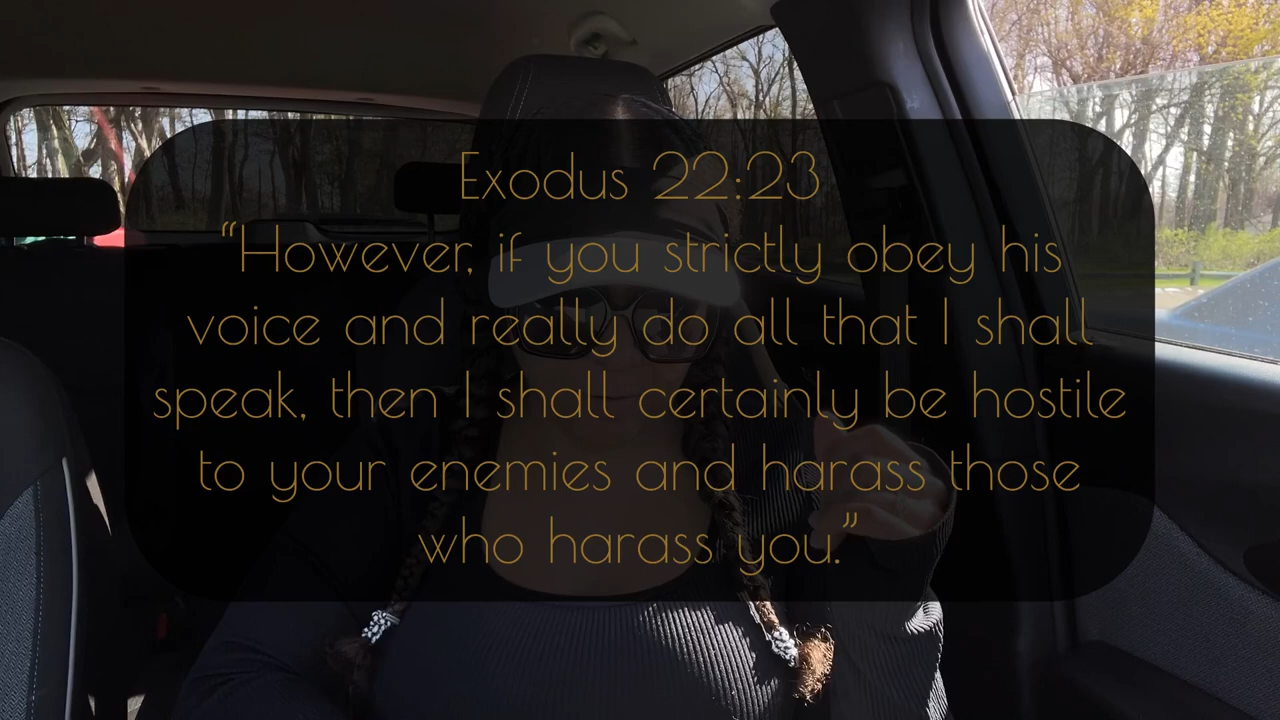 Exodus 22:23
“However, if you strictly obey his
voice and really do all that I shall
speak, then I shall certainly be hostile
to your enemies and harass those
who harass you.”